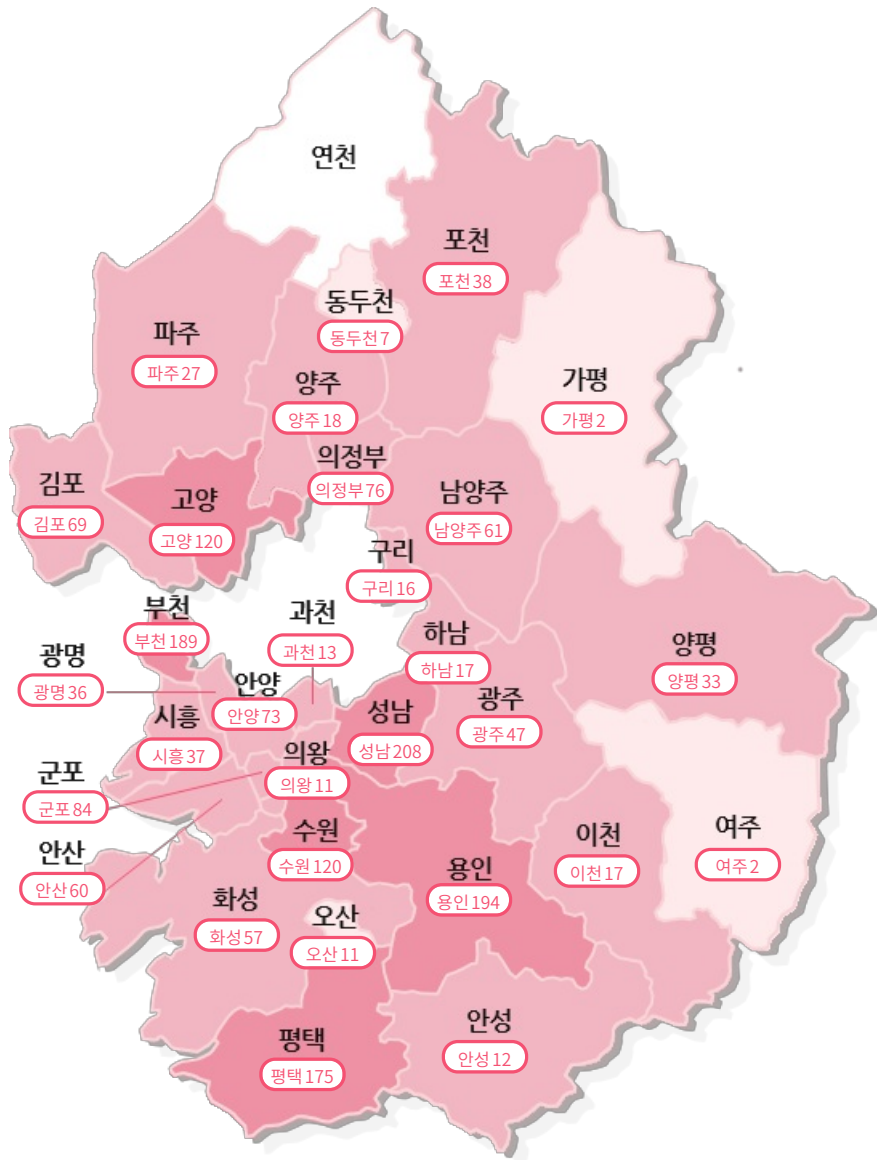 연천
포천
포천38
동두천
동두천7
파주
파주27
양주
양주18
가평
가평2
의정부
의정부76
김포
김포69
고양
고양120
남양주
남양주61
구리
구리16
부천
부천189
과천
과천13
하남
하남17
양평
양평33
광명
광명36
안양
안양73
시흥
시흥37
성남
성남208
광주
광주47
의왕
의왕11
군포
군포84
수원
수원120
이천
이천17
여주
여주2
안산
안산60
용인
용인194
화성
화성57
오산
오산11
안성
안성12
평택
평택175